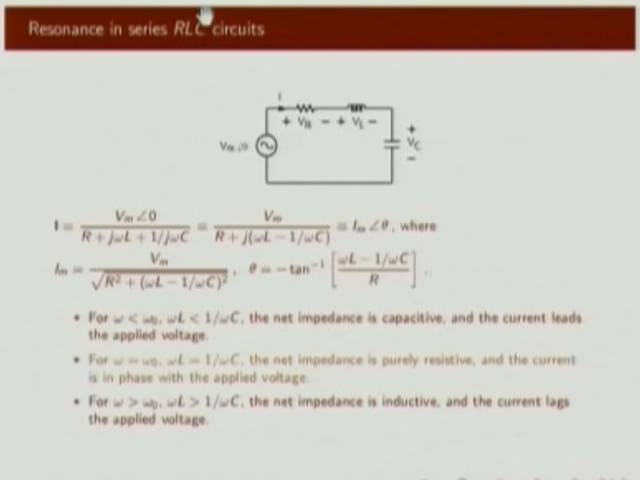 Resonance in series RLC circuits
I
+ V_R − + V_L −
+
V_m∠0
V_C
−
I = V_m∠0 / (R + jωL + 1/jωC) = V_m / (R + j(ωL − 1/ωC)) ≡ I_m∠θ, where
I_m = V_m / √(R² + (ωL − 1/ωC)²), θ = −tan⁻¹ [(ωL − 1/ωC) / R].
• For ω < ω₀, ωL < 1/ωC, the net impedance is capacitive, and the current leads
the applied voltage.
• For ω = ω₀, ωL = 1/ωC, the net impedance is purely resistive, and the current
is in phase with the applied voltage.
• For ω > ω₀, ωL > 1/ωC, the net impedance is inductive, and the current lags
the applied voltage.